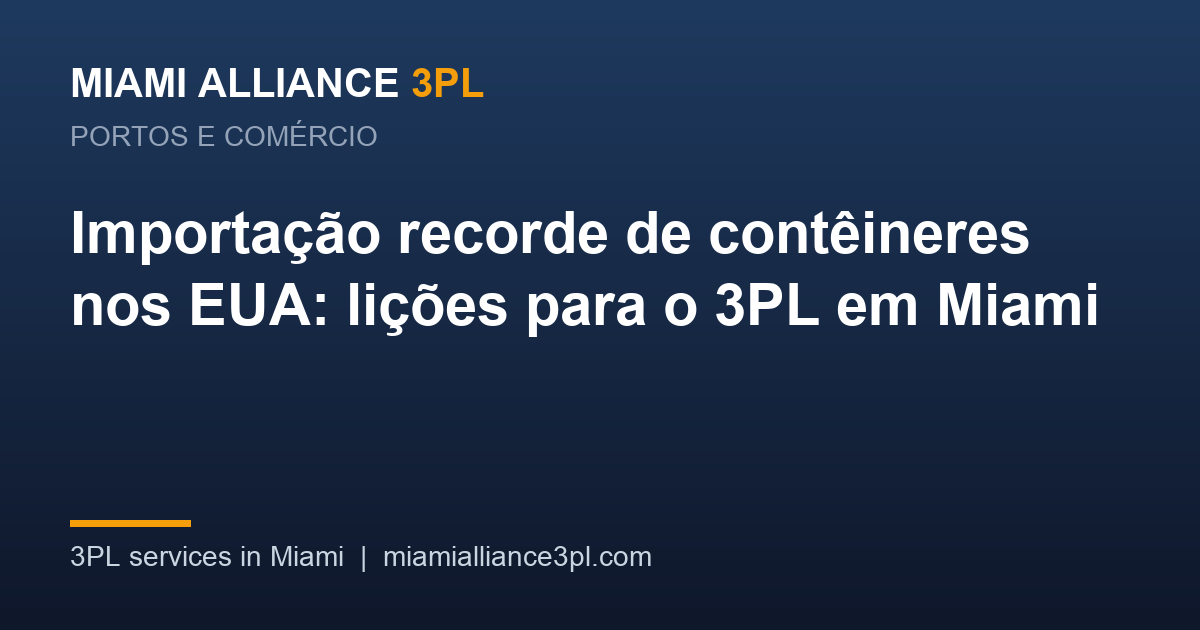 MIAMI ALLIANCE 3PL
PORTOS E COMÉRCIO
Importação recorde de contêineres
nos EUA: lições para o 3PL em Miami
3PL services in Miami | miamialliance3pl.com